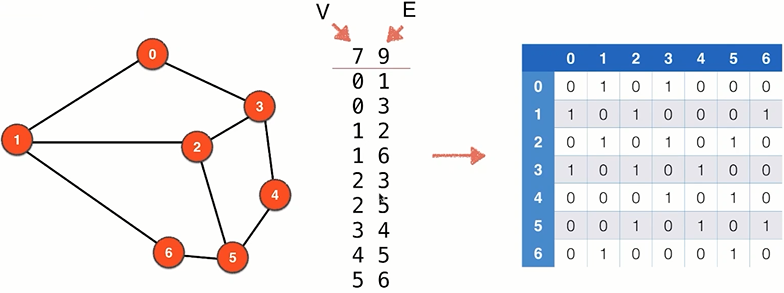 0
1
2
3
4
5
6
V E
7 9
0 1
0 3
1 2
1 6
2 3
2 5
3 4
4 5
5 6
0 1 2 3 4 5 6
0 0 1 0 1 0 0 0
1 1 0 1 0 0 0 1
2 0 1 0 1 0 1 0
3 1 0 1 0 1 0 0
4 0 0 0 1 0 1 0
5 0 0 1 0 1 0 1
6 0 1 0 0 0 1 0